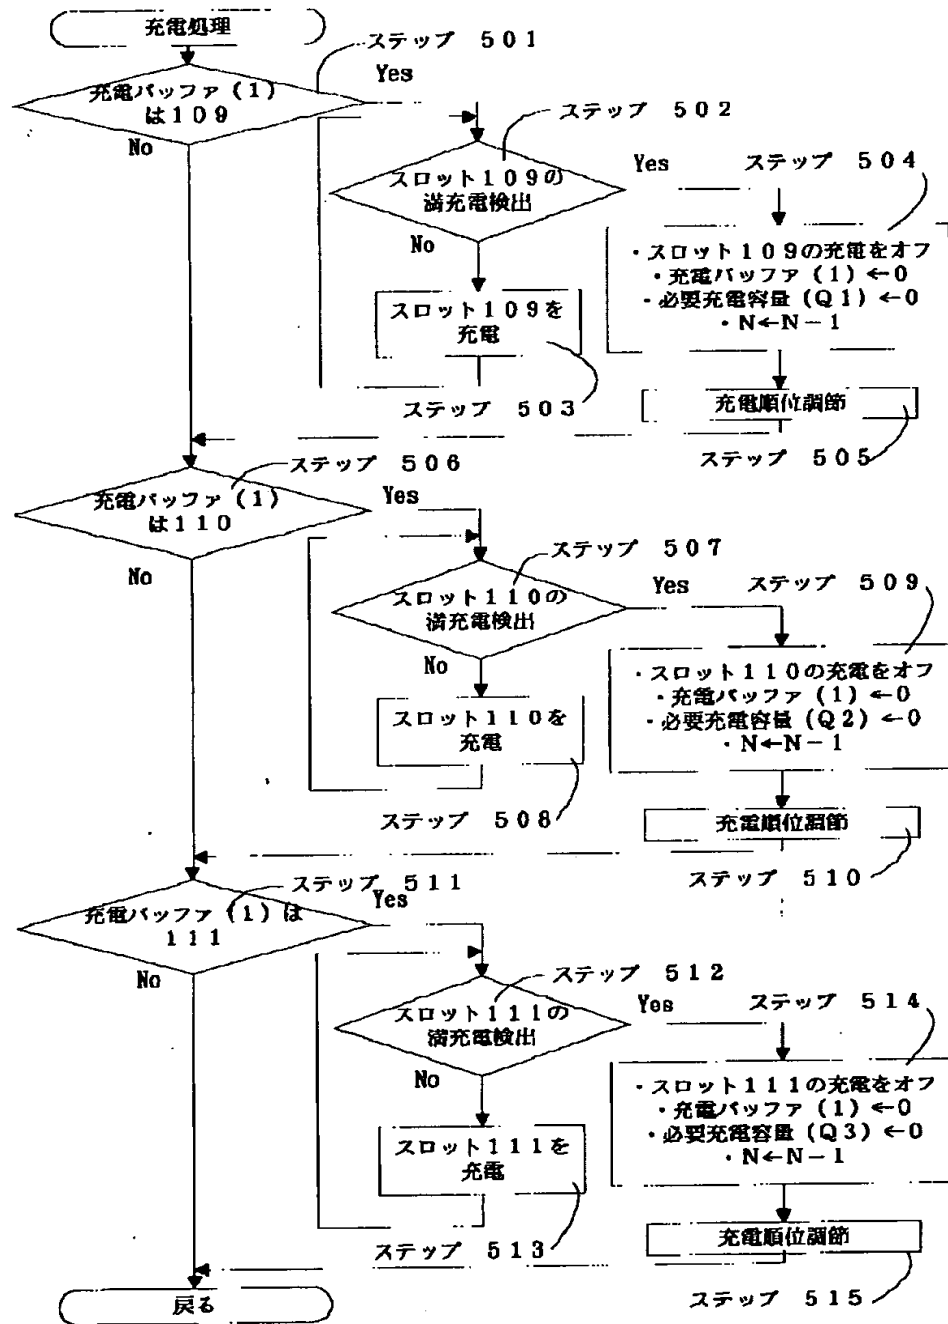 充電処理
ステップ 501
充電バッファ(1)
は109
Yes
No
ステップ 502
スロット109の
満充電検出
Yes
No
ステップ 504
・スロット109の充電をオフ
・充電バッファ(1)←0
・必要充電容量(Q1)←0
・N←N-1
スロット109を
充電
ステップ 503
充電順位調節
ステップ 505
ステップ 506
充電バッファ(1)
は110
Yes
No
ステップ 507
スロット110の
満充電検出
Yes
No
ステップ 509
・スロット110の充電をオフ
・充電バッファ(1)←0
・必要充電容量(Q2)←0
・N←N-1
スロット110を
充電
ステップ 508
充電順位調節
ステップ 510
ステップ 511
充電バッファ(1)は
111
Yes
No
ステップ 512
スロット111の
満充電検出
Yes
No
ステップ 514
・スロット111の充電をオフ
・充電バッファ(1)←0
・必要充電容量(Q3)←0
・N←N-1
スロット111を
充電
ステップ 513
充電順位調節
ステップ 515
戻る